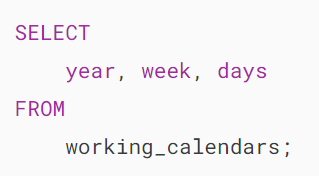 SELECT
    year, week, days
FROM
    working_calendars;